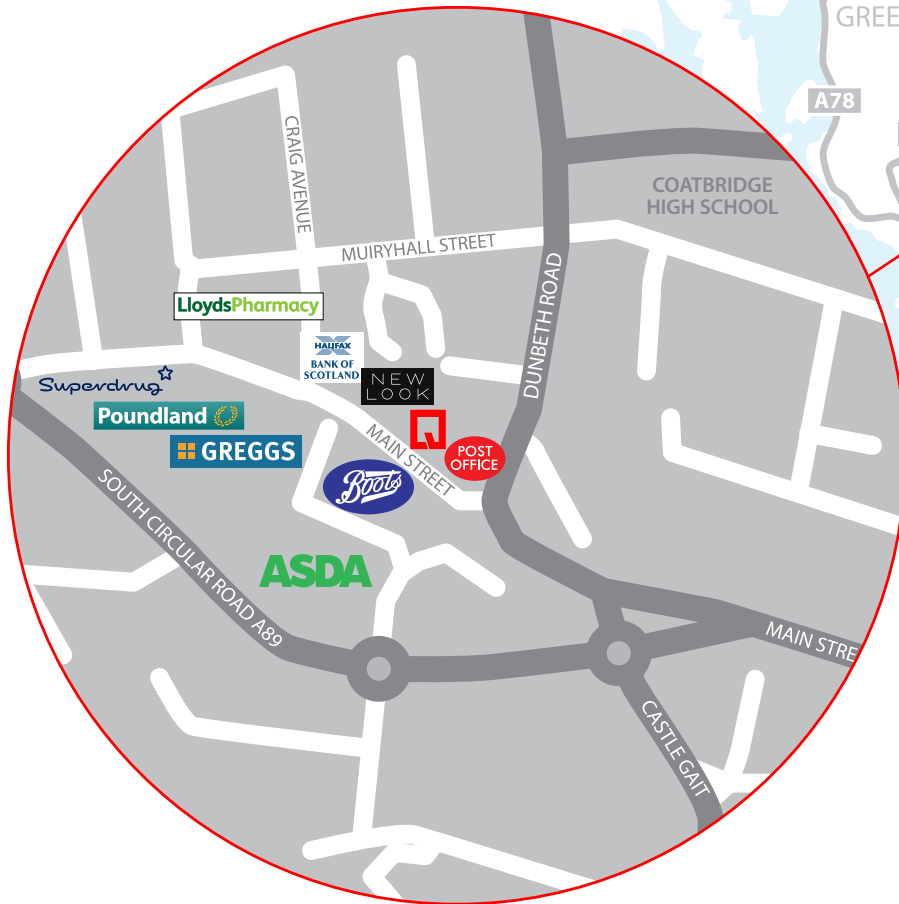 GREE
A78
CRAIG AVENUE
COATBRIDGE
HIGH SCHOOL
MUIRYHALL STREET
DUNBETH ROAD
LloydsPharmacy
HALIFAX
BANK OF
SCOTLAND
Superdrug
NEW
LOOK
Poundland
GREGGS
MAIN STREET
POST
OFFICE
Boots
SOUTH CIRCULAR ROAD A89
ASDA
MAIN STRE
CASTLE GAIT